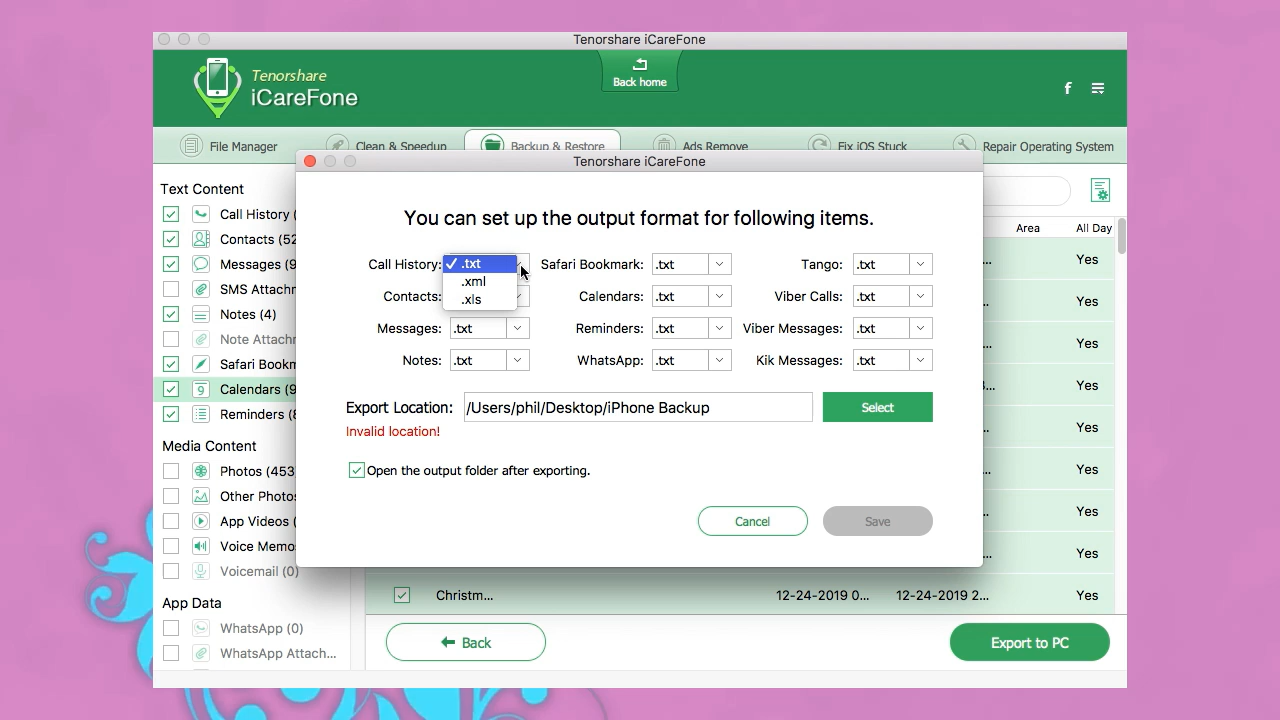 Tenorshare iCareFone
Tenorshare
iCareFone
Back home
f
File Manager
Clean & Speedup
Backup & Restore
Ads Remove
Fix iOS Stuck
Repair Operating System
Tenorshare iCareFone
Text Content
Call History (
Contacts (52
Messages (9
SMS Attachm
Notes (4)
Note Attachm
Safari Bookm
9 Calendars (9
Reminders (8
Media Content
Photos (453
Other Photos
App Videos (
Voice Memo
Voicemail (0)
App Data
WhatsApp (0)
WhatsApp Attach...
You can set up the output format for following items.
Call History: .txt
.xml
.xls
Safari Bookmark: .txt
Tango: .txt
Contacts:
Calendars: .txt
Viber Calls: .txt
Messages: .txt
Reminders: .txt
Viber Messages: .txt
Notes: .txt
WhatsApp: .txt
Kik Messages: .txt
Export Location: /Users/phil/Desktop/iPhone Backup
Select
Invalid location!
Open the output folder after exporting.
Cancel
Save
Area
All Day
Yes
Yes
... Yes
3... Yes
... Yes
... Yes
... Yes
... Yes
Christm... 12-24-2019 0... 12-24-2019 2... Yes
Back
Export to PC